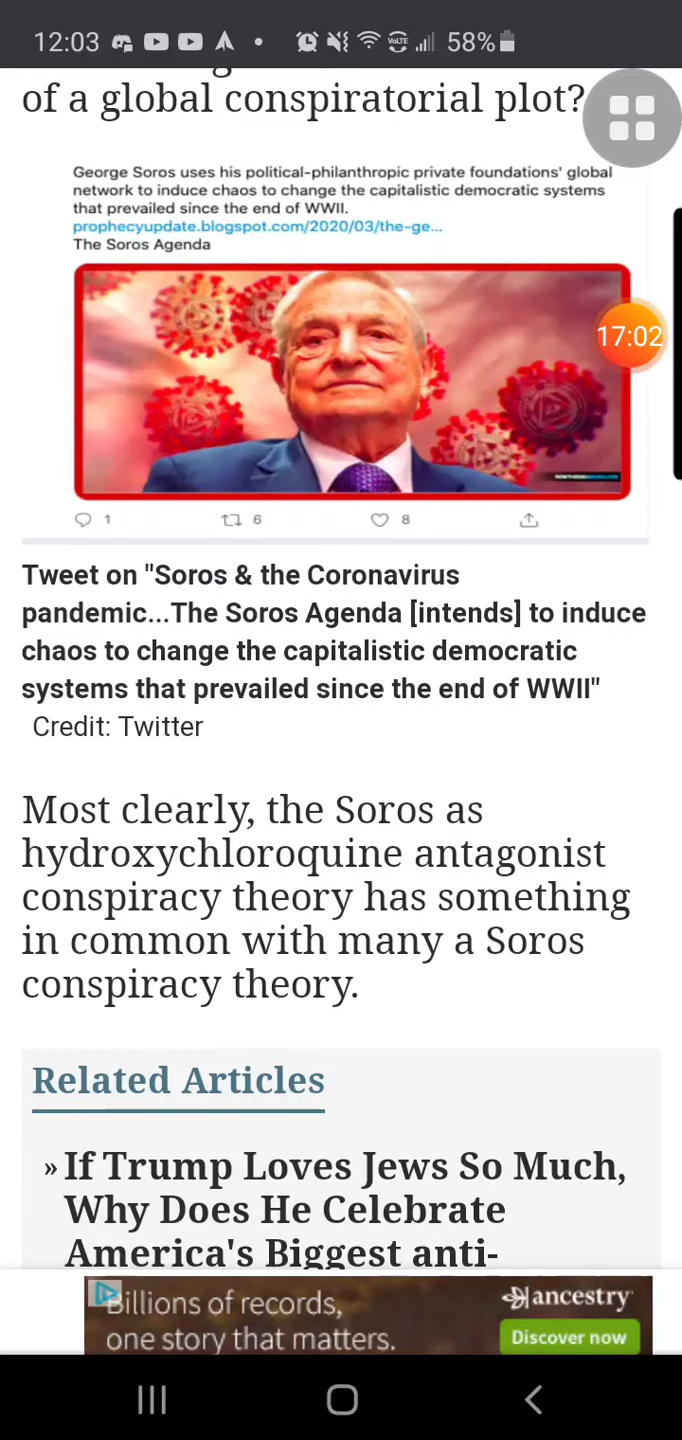 12:03
VoLTE
58%
of a global conspiratorial plot?
George Soros uses his political-philanthropic private foundations' global
network to induce chaos to change the capitalistic democratic systems
that prevailed since the end of WWII.
prophecyupdate.blogspot.com/2020/03/the-ge...
The Soros Agenda
17:02
1
6
8
Tweet on "Soros & the Coronavirus
pandemic...The Soros Agenda [intends] to induce
chaos to change the capitalistic democratic
systems that prevailed since the end of WWII"
Credit: Twitter
Most clearly, the Soros as
hydroxychloroquine antagonist
conspiracy theory has something
in common with many a Soros
conspiracy theory.
Related Articles
» If Trump Loves Jews So Much,
Why Does He Celebrate
America's Biggest anti-
Billions of records,
one story that matters.
ancestry
Discover now